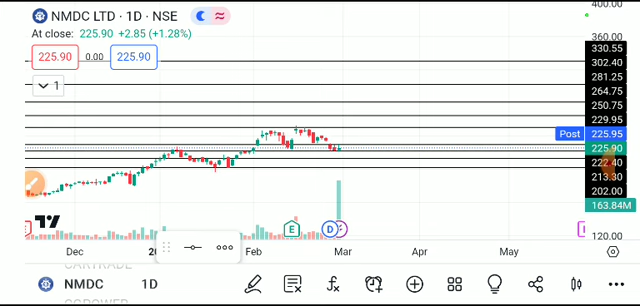 NMDC LTD · 1D · NSE
At close: 225.90 +2.85 (+1.28%)
225.90 0.00 225.90
1
400.00
360.00
330.55
302.40
281.25
264.75
250.75
229.95
Post 225.95
225.90
222.40
213.30
202.00
163.84M
120.00
E D
Dec 20 Feb Mar Apr May
CARTRADE
NMDC 1D